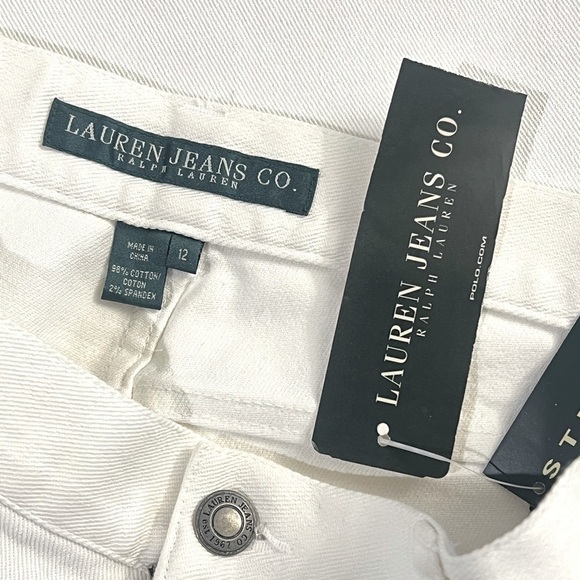 LAUREN JEANS CO.
RALPH LAUREN
MADE IN
CHINA
98% COTTON/
COTON
2% SPANDEX
12
LAUREN JEANS CO.
RALPH LAUREN
POLO.COM
ST
LAUREN JEANS CO
EST 1967